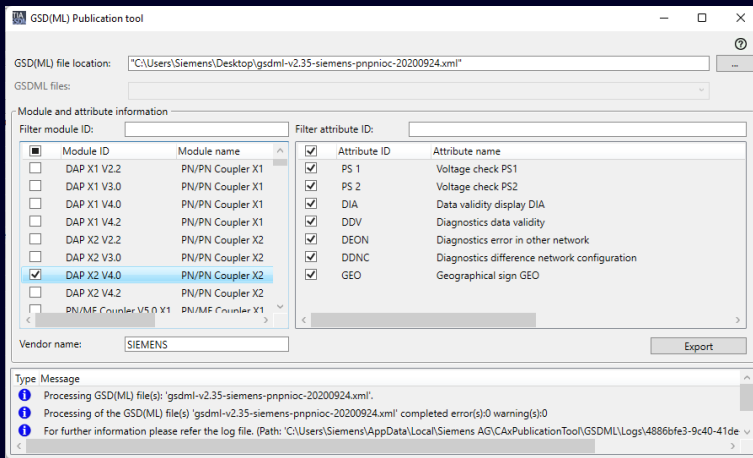 GSD(ML) Publication tool
GSD(ML) file location: "C:\Users\Siemens\Desktop\gsdml-v2.35-siemens-pnpnioc-20200924.xml" ...
GSDML files:
Module and attribute information
Filter module ID: Filter attribute ID:
Module ID Module name Attribute ID Attribute name
DAP X1 V2.2 PN/PN Coupler X1 PS 1 Voltage check PS1
DAP X1 V3.0 PN/PN Coupler X1 PS 2 Voltage check PS2
DAP X1 V4.0 PN/PN Coupler X1 DIA Data validity display DIA
DAP X1 V4.2 PN/PN Coupler X1 DDV Diagnostics data validity
DAP X2 V2.2 PN/PN Coupler X2 DEON Diagnostics error in other network
DAP X2 V3.0 PN/PN Coupler X2 DDNC Diagnostics difference network configuration
DAP X2 V4.0 PN/PN Coupler X2 GEO Geographical sign GEO
DAP X2 V4.2 PN/PN Coupler X2
PN/MF Coupler V5.0 X1 PN/MF Coupler X1
Vendor name: SIEMENS Export
Type Message
Processing GSD(ML) file(s): 'gsdml-v2.35-siemens-pnpnioc-20200924.xml'.
Processing of the GSD(ML) file(s) 'gsdml-v2.35-siemens-pnpnioc-20200924.xml' completed error(s):0 warning(s):0
For further information please refer the log file. (Path: 'C:\Users\Siemens\AppData\Local\Siemens AG\CAxPublicationTool\GSDML\Logs\4886bfe3-9c40-41de